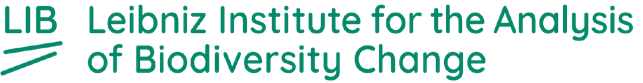 LIB Leibniz Institute for the Analysis
of Biodiversity Change